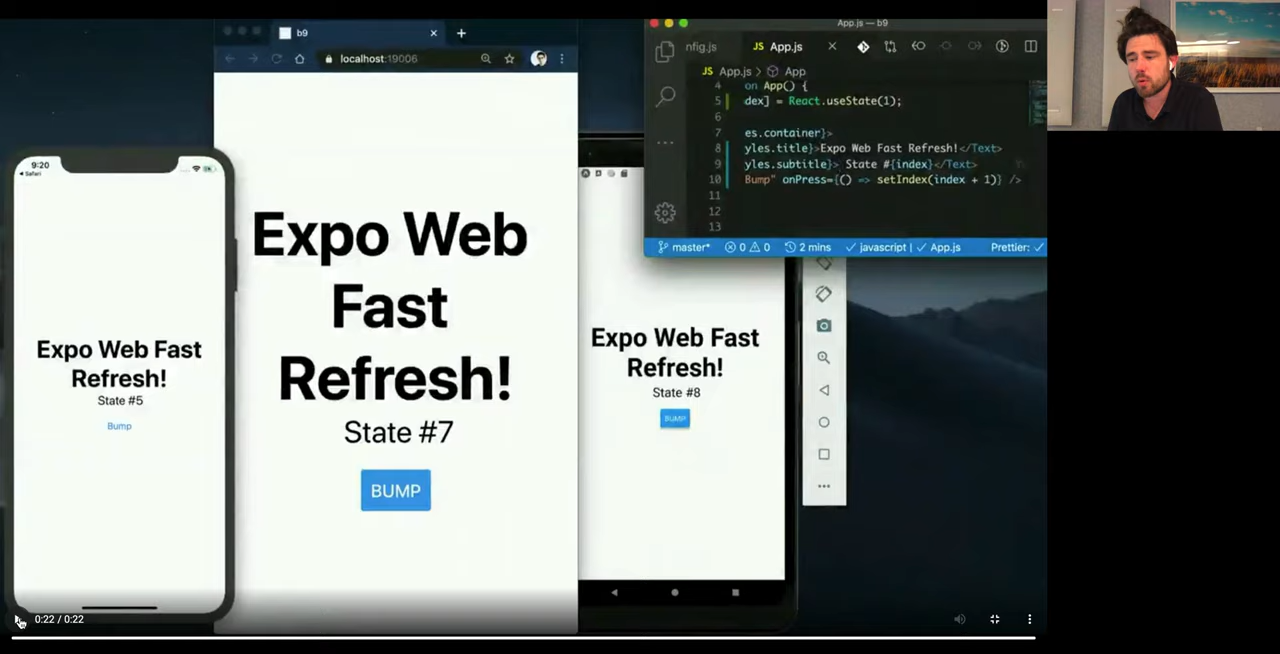 b9
localhost:19006
9:20
Safari
Expo Web Fast
Refresh!
State #5
Bump
Expo Web
Fast
Refresh!
State #7
BUMP
Expo Web Fast
Refresh!
State #8
BUMP
App.js — b9
nfig.js
JS App.js
JS App.js > App
4 on App() {
5 dex] = React.useState(1);
6
7 es.container}>
8 yles.title}>Expo Web Fast Refresh!</Text>
9 yles.subtitle}> State #{index}</Text>
10 Bump" onPress={() => setIndex(index + 1)} />
11
12
13
master* 0 0 2 mins javascript | App.js Prettier:
0:22 / 0:22